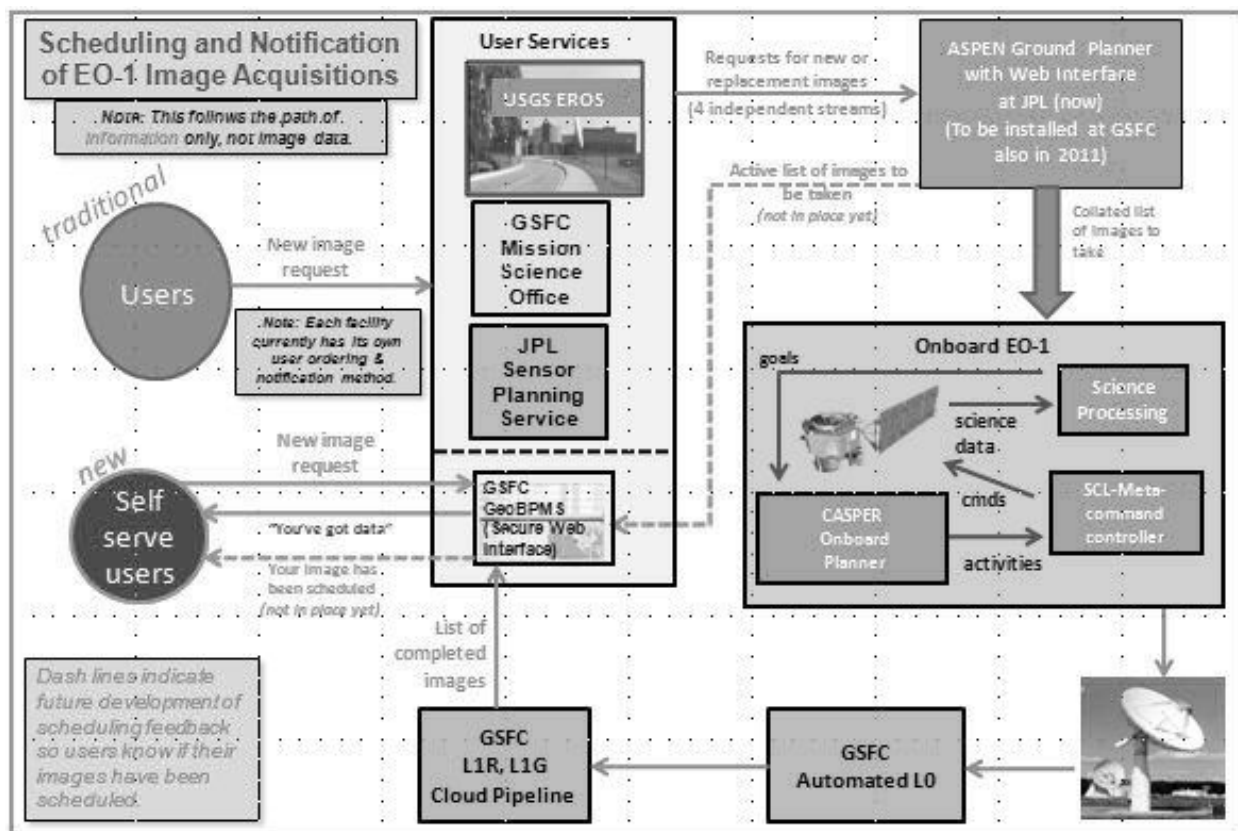 Scheduling and Notification
of EO-1 Image Acquisitions
Note: This follows the path of
information only, not image data.
traditional
Users
New image
request
Note: Each facility
currently has its own
user ordering &
notification method.
new
Self
serve
users
New image
request
"You've got data"
Your image has
been scheduled
(not in place yet)
Dash lines indicate
future development of
scheduling feedback
so users know if their
images have been
scheduled.
User Services
USGS EROS
GSFC
Mission
Science
Office
JPL
Sensor
Planning
Service
GSFC
GeoBPMS
(Secure Web
Interface)
List of
completed
images
Requests for new or
replacement images
(4 independent streams)
Active list of images to
be taken
(not in place yet)
ASPEN Ground Planner
with Web Interface
at JPL (now)
(To be installed at GSFC
also in 2011)
Collated list
of images to
take
Onboard EO-1
goals
Science
Processing
science
data
cmds
SCL-Meta-
command
controller
CASPER
Onboard
Planner
activities
GSFC
L1R, L1G
Cloud Pipeline
GSFC
Automated L0